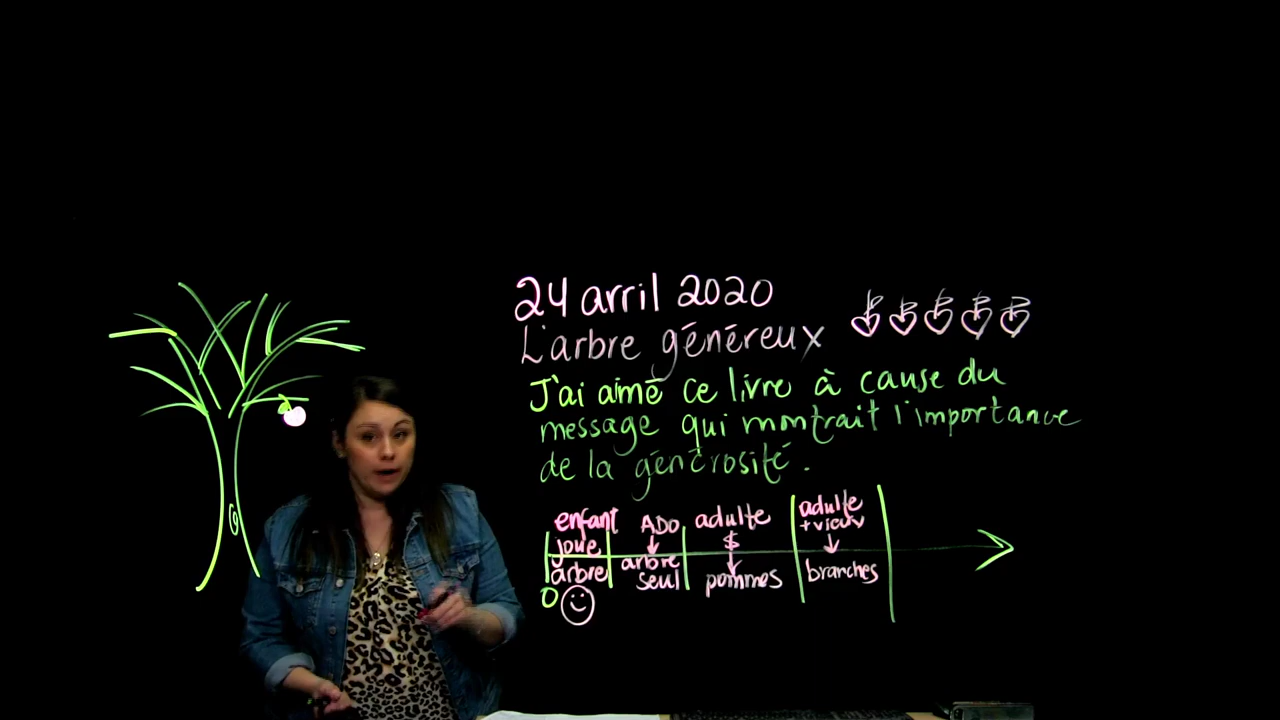 24 avril 2020
L'arbre généreux
J'ai aimé ce livre à cause du
message qui montrait l'importance
de la générosité.
enfant joue arbre
0
ADO
arbre seul
adulte
$
pommes
adulte + vieux
branches